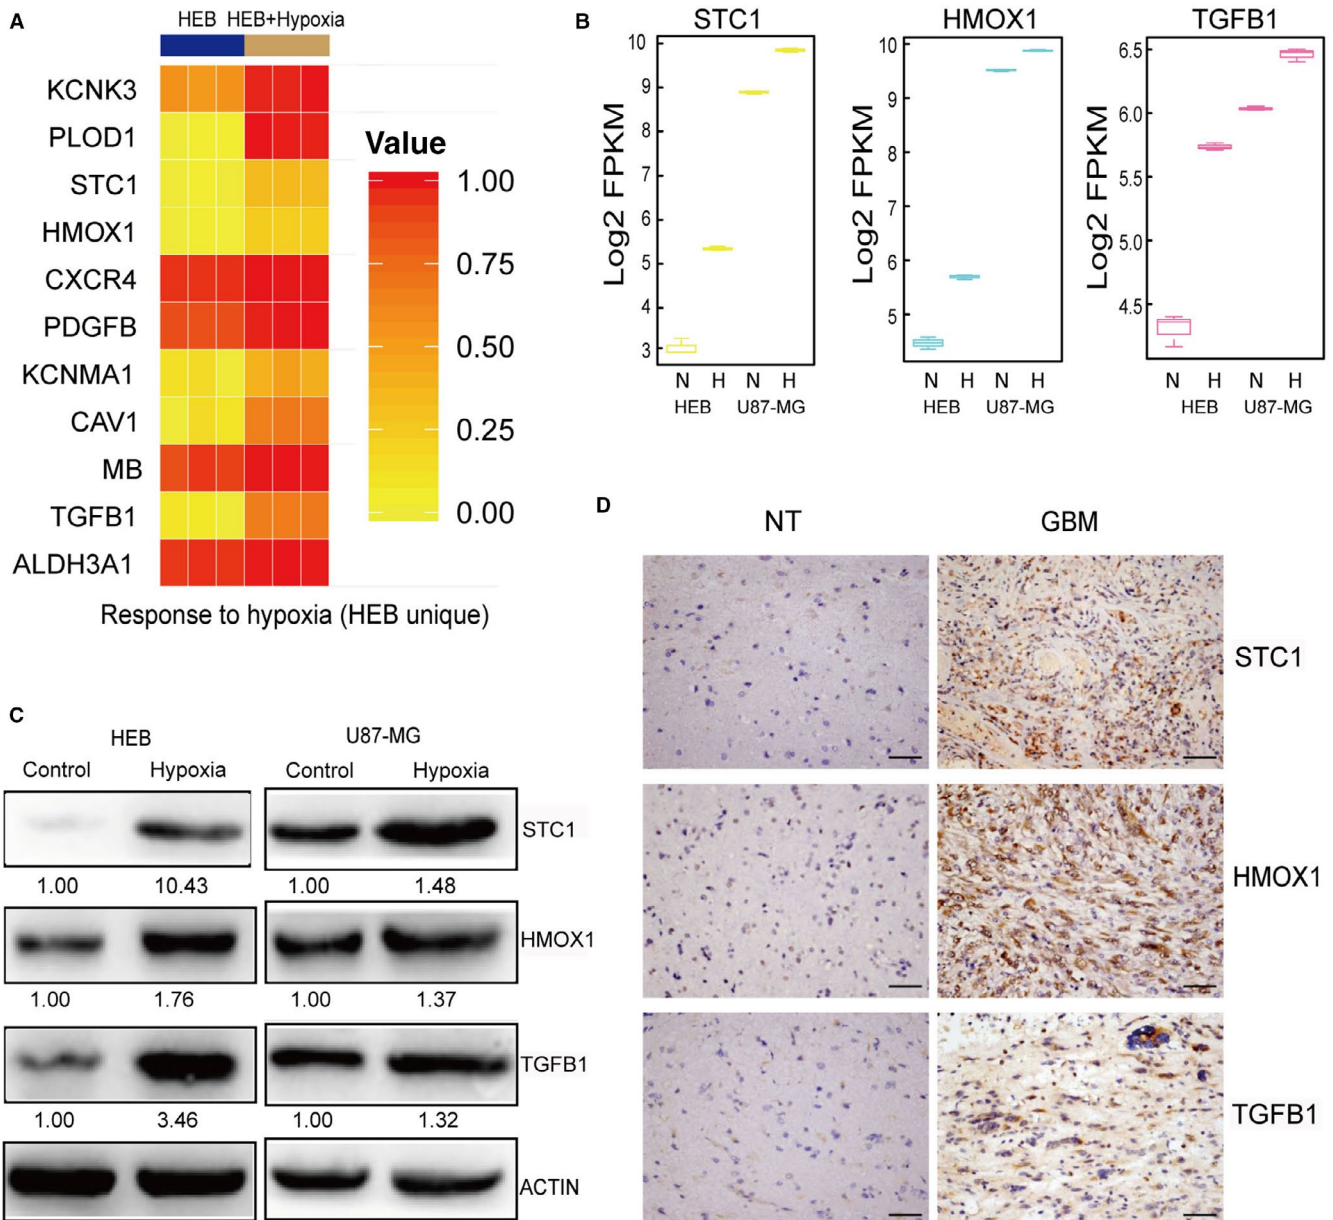 A
HEB HEB+Hypoxia
KCNK3
PLOD1
STC1
HMOX1
CXCR4
PDGFB
KCNMA1
CAV1
MB
TGFB1
ALDH3A1
Value
1.00
0.75
0.50
0.25
0.00
Response to hypoxia (HEB unique)
B
STC1
Log2 FPKM
10
9
8
7
6
5
4
3
N H N H
HEB U87-MG
HMOX1
Log2 FPKM
10
9
8
7
6
5
N H N H
HEB U87-MG
TGFB1
Log2 FPKM
6.5
6.0
5.5
5.0
4.5
N H N H
HEB U87-MG
C
HEB U87-MG
Control Hypoxia Control Hypoxia
STC1
1.00 10.43 1.00 1.48
HMOX1
1.00 1.76 1.00 1.37
TGFB1
1.00 3.46 1.00 1.32
ACTIN
D
NT GBM
STC1
HMOX1
TGFB1